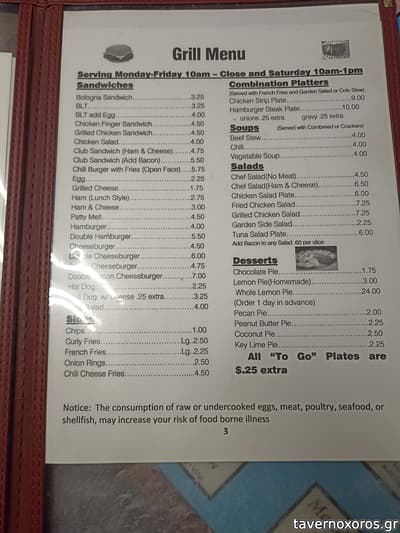 Grill Menu
Serving Monday-Friday 10am – Close and Saturday 10am-1pm
Sandwiches
Bologna Sandwich 3.25
BLT 3.25
BLT add Egg 4.00
Chicken Finger Sandwich 4.50
Grilled Chicken Sandwich 4.50
Chicken Salad 4.00
Club Sandwich (Ham & Cheese) 4.75
Club Sandwich (Add Bacon) 5.50
Chili Burger with Fries (Open Face) 5.75
Egg 2.25
Grilled Cheese 1.75
Ham (Lunch Style) 2.75
Ham & Cheese 3.00
Patty Melt 4.50
Hamburger 4.00
Double Hamburger 5.50
Cheeseburger 4.50
Cheeseburger 6.00
Cheeseburger 4.75
Cheeseburger 7.00
Hot Dog 2.25
Dog, w/cheese .25 extra 3.25
4.00
Sides
Chips 1.00
Curly Fries Lg .2.50
French Fries Lg .2.25
Onion Rings 2.50
Chili Cheese Fries 4.50
Combination Platters
(Served with French Fries and Garden Salad or Cole Slaw)
Chicken Strip Plate 9.00
Hamburger Steak Plate 10.00
onions .25 extra gravy .25 extra
Soups (Served with Cornbread or Crackers)
Beef Stew 4.00
Chili 4.00
Vegetable Soup 4.00
Salads
Chef Salad(No Meat) 4.50
Chef Salad(Ham & Cheese) 6.50
Chicken Salad Plate 6.00
Fried Chicken Salad 7.25
Grilled Chicken Salad 7.25
Garden Side Salad 2.25
Tuna Salad Plate 6.00
Add Bacon to any Salad .60 per slice
Desserts
Chocolate Pie 1.75
Lemon Pie(Homemade) 3.00
Whole Lemon Pie 24.00
(Order 1 day in advance)
Pecan Pie 2.00
Peanut Butter Pie 2.25
Coconut Pie 2.50
Key Lime Pie 2.25
All “To Go” Plates are
$.25 extra
Notice: The consumption of raw or undercooked eggs, meat, poultry, seafood, or
shellfish, may increase your risk of food borne illness
3
tavernoxoros.gr